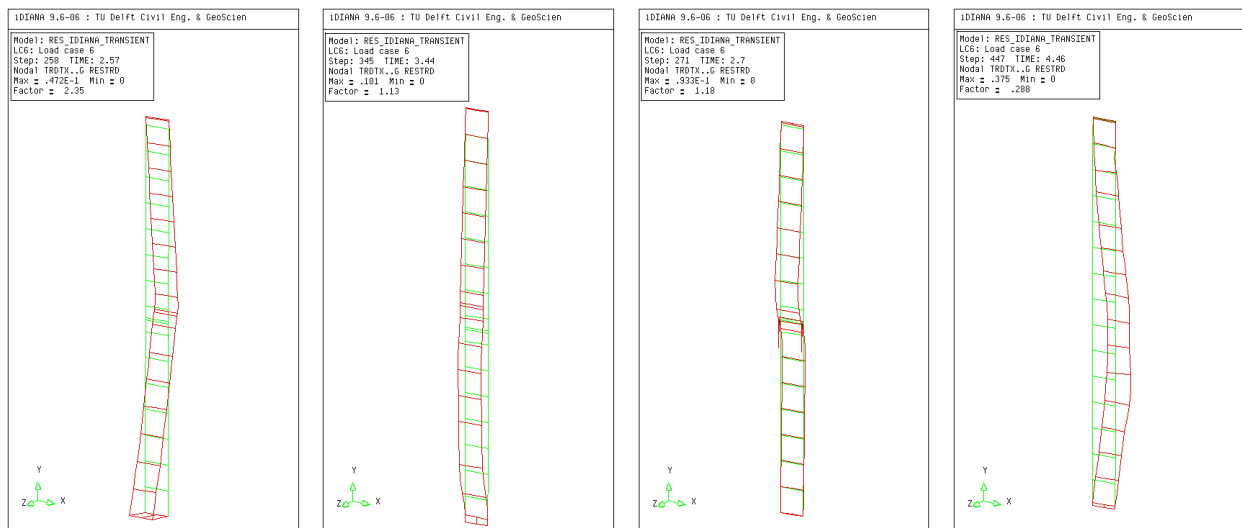 iDIANA 9.6-06 : TU Delft Civil Eng. & GeoScien
Model: RES_IDIANA_TRANSIENT
LC6: Load case 6
Step: 258 TIME: 2.57
Nodal TRDTX..G RESTRD
Max = .472E-1 Min = 0
Factor = 2.35
Y
Z X
iDIANA 9.6-06 : TU Delft Civil Eng. & GeoScien
Model: RES_IDIANA_TRANSIENT
LC6: Load case 6
Step: 345 TIME: 3.44
Nodal TRDTX..G RESTRD
Max = .101 Min = 0
Factor = 1.13
Y
Z X
iDIANA 9.6-06 : TU Delft Civil Eng. & GeoScien
Model: RES_IDIANA_TRANSIENT
LC6: Load case 6
Step: 271 TIME: 2.7
Nodal TRDTX..G RESTRD
Max = .933E-1 Min = 0
Factor = 1.18
Y
Z X
iDIANA 9.6-06 : TU Delft Civil Eng. & GeoScien
Model: RES_IDIANA_TRANSIENT
LC6: Load case 6
Step: 447 TIME: 4.46
Nodal TRDTX..G RESTRD
Max = .375 Min = 0
Factor = .288
Y
Z X